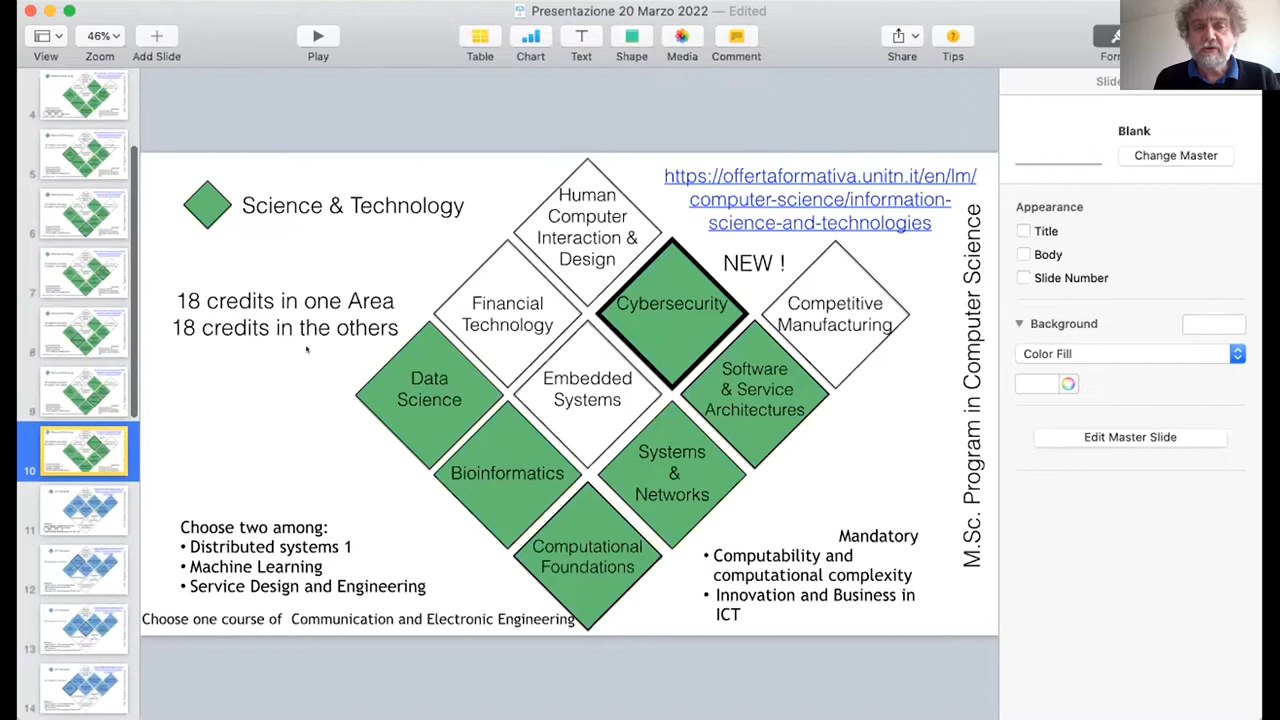 Presentazione 20 Marzo 2022 — Edited
46%
View
Zoom
Add Slide
Play
Table
Chart
Text
Shape
Media
Comment
Share
Tips
Form
Slide
4
5
6
7
8
9
10
11
12
13
14
Science & Technology
18 credits in one Area
18 credits in the others
Human
Computer
Interaction &
Design
https://offertaformativa.unitn.it/en/lm/
computer-science/information-
science-and-technologies
NEW !
Financial
Technology
Cybersecurity
Competitive
Manufacturing
Data
Science
Embedded
Systems
Software
& Service
Architectures
Bioinformatics
Systems
&
Networks
Computational
Foundations
Choose two among:
• Distributed systems 1
• Machine Learning
• Service Design and Engineering
Choose one course of Communication and Electronic Engineering
Mandatory
• Computability and
computational complexity
• Innovation and Business in
ICT
M.Sc. Program in Computer Science
Blank
Change Master
Appearance
Title
Body
Slide Number
Background
Color Fill
Edit Master Slide